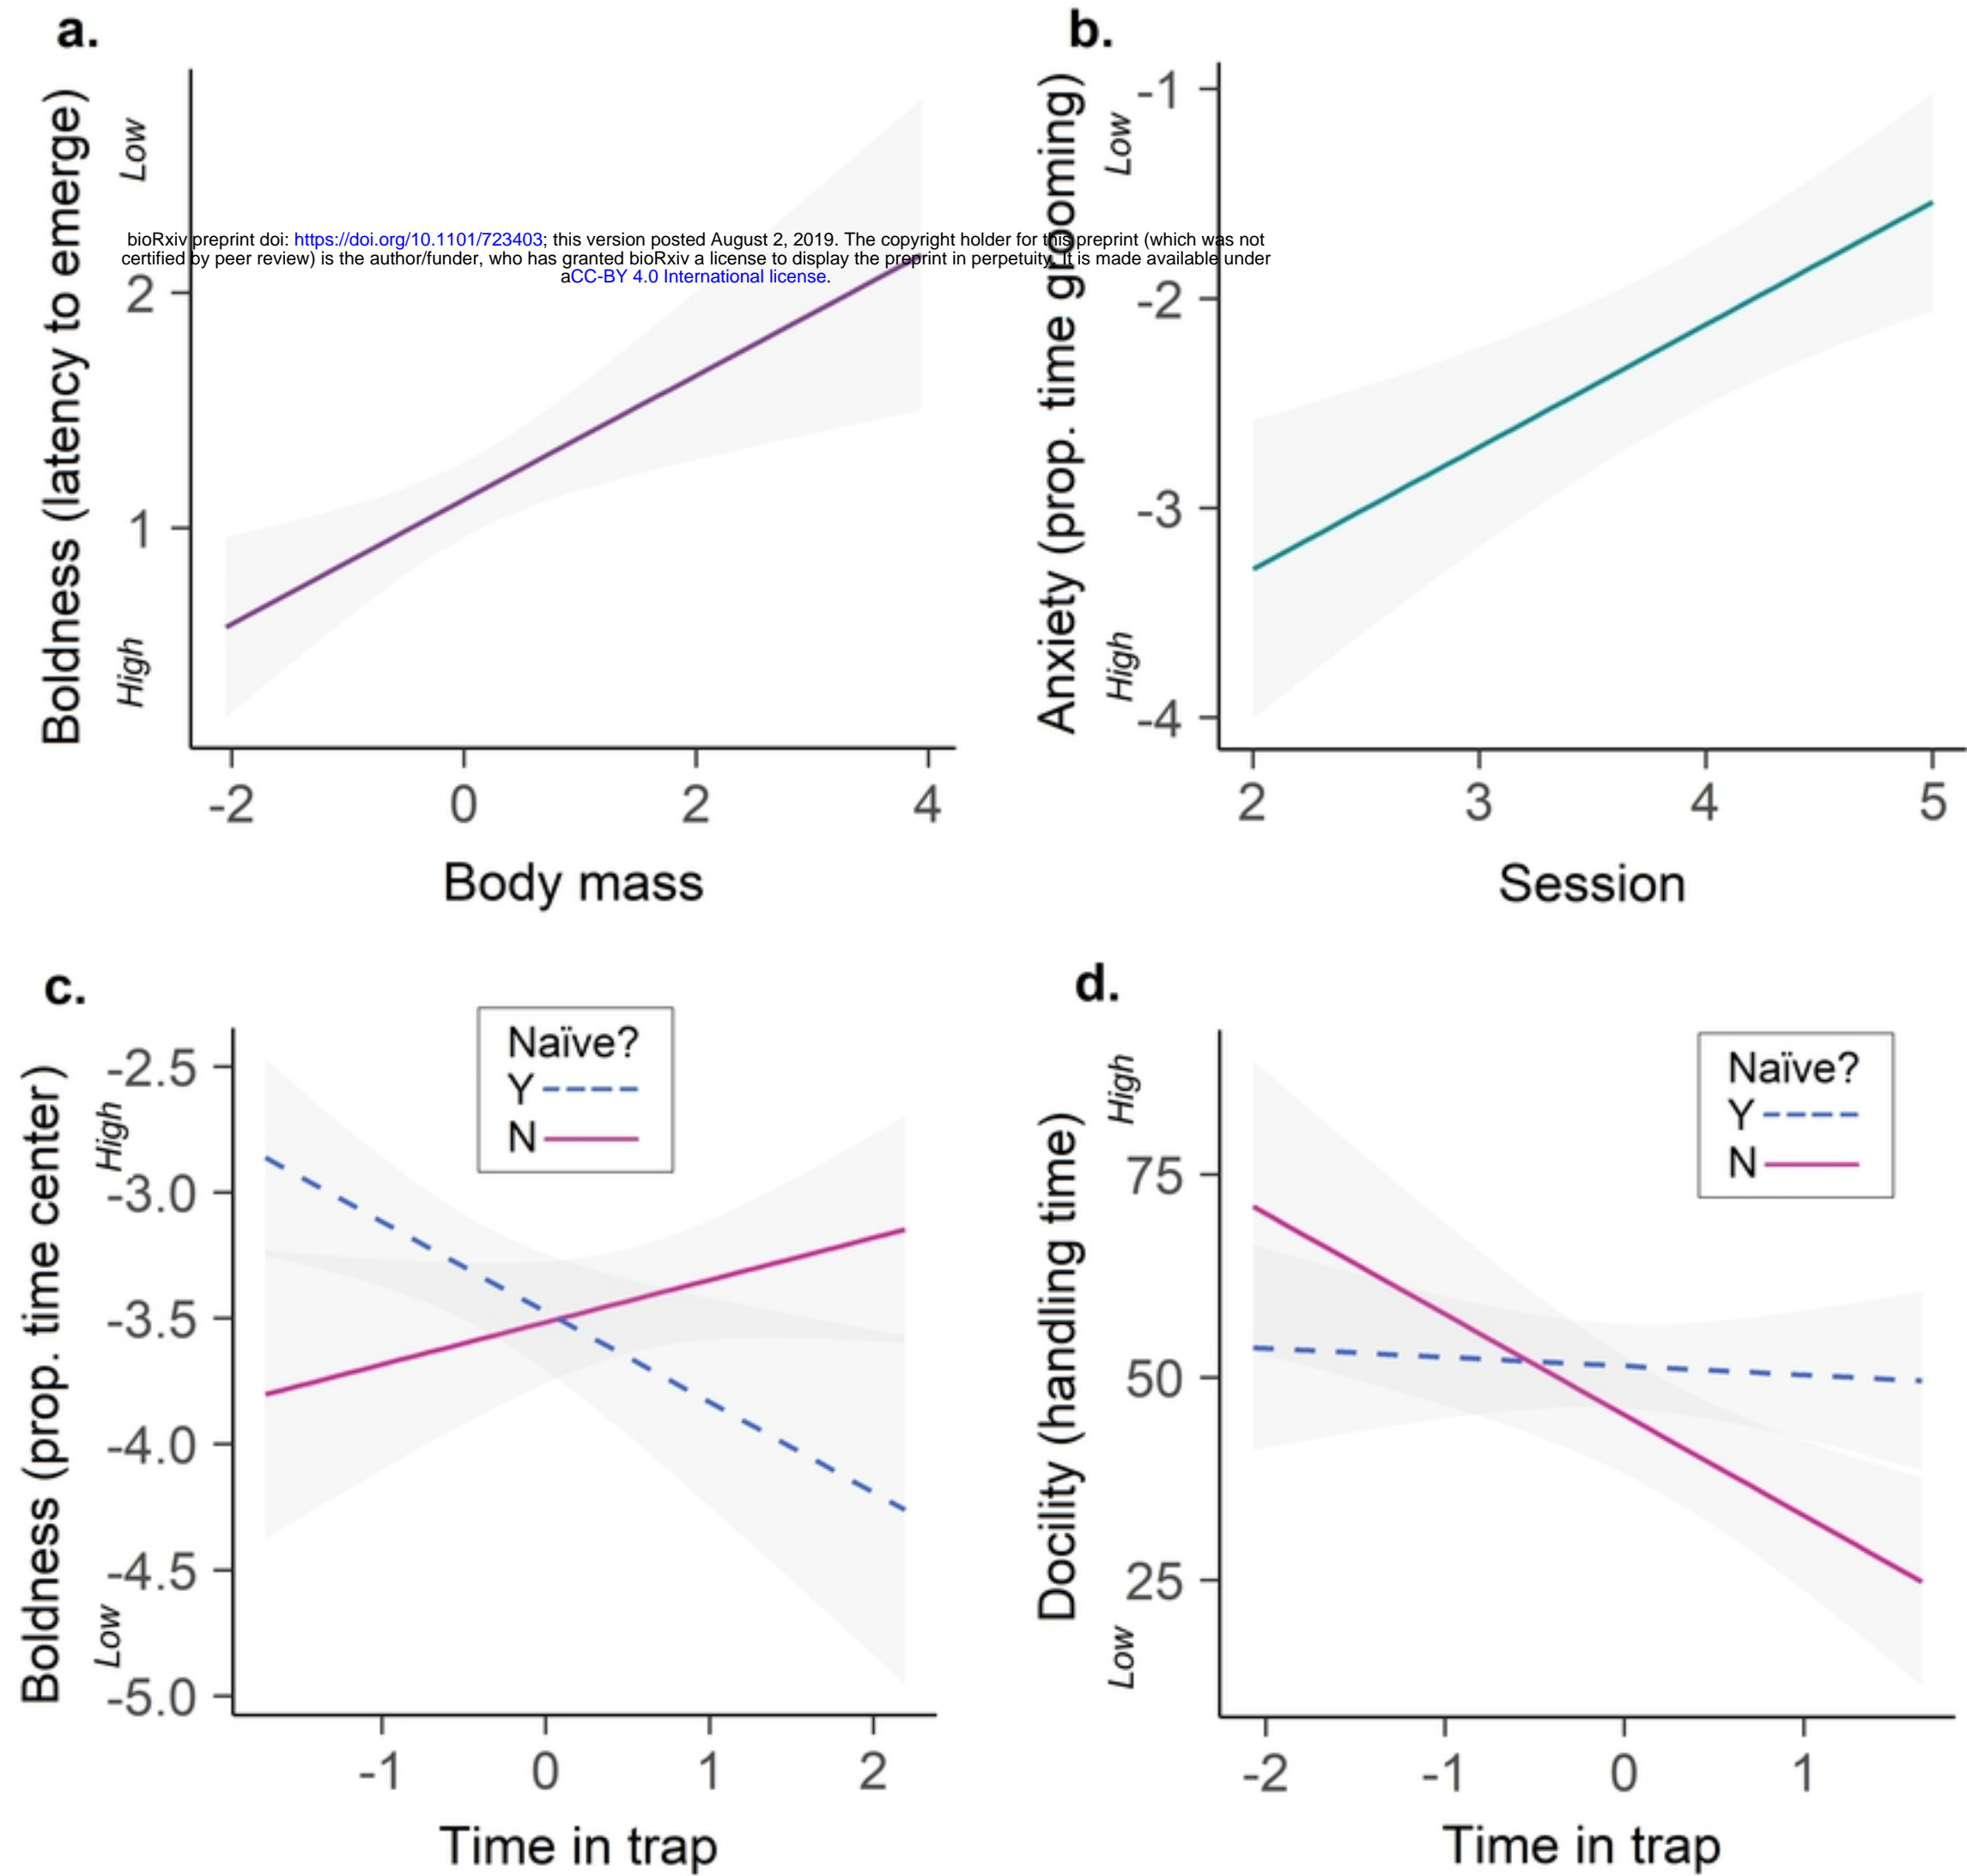 a.
Boldness (latency to emerge)
Low
High
2
1
-2 0 2 4
Body mass
b.
Anxiety (prop. time grooming)
Low
High
-1
-2
-3
-4
2 3 4 5
Session
bioRxiv preprint doi: https://doi.org/10.1101/723403; this version posted August 2, 2019. The copyright holder for this preprint (which was not
certified by peer review) is the author/funder, who has granted bioRxiv a license to display the preprint in perpetuity. It is made available under
aCC-BY 4.0 International license.
c.
Boldness (prop. time center)
High
Low
-2.5
-3.0
-3.5
-4.0
-4.5
-5.0
Naïve?
Y
N
-1 0 1 2
Time in trap
d.
Docility (handling time)
High
Low
75
50
25
Naïve?
Y
N
-2 -1 0 1
Time in trap